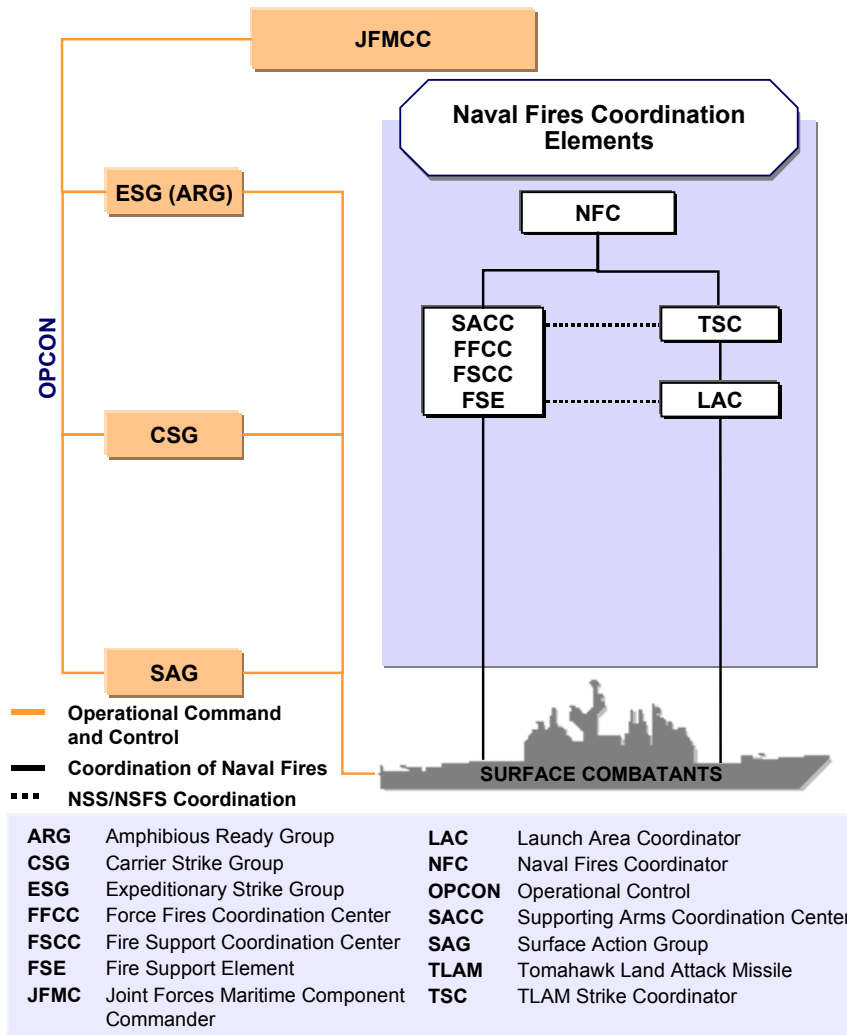 JFMCC
Naval Fires Coordination
Elements
ESG (ARG)
NFC
OPCON
SACC
FFCC
FSCC
FSE
TSC
LAC
CSG
SAG
Operational Command
and Control
Coordination of Naval Fires
NSS/NSFS Coordination
SURFACE COMBATANTS
ARG Amphibious Ready Group
CSG Carrier Strike Group
ESG Expeditionary Strike Group
FFCC Force Fires Coordination Center
FSCC Fire Support Coordination Center
FSE Fire Support Element
JFMC Joint Forces Maritime Component
Commander
LAC Launch Area Coordinator
NFC Naval Fires Coordinator
OPCON Operational Control
SACC Supporting Arms Coordination Center
SAG Surface Action Group
TLAM Tomahawk Land Attack Missile
TSC TLAM Strike Coordinator